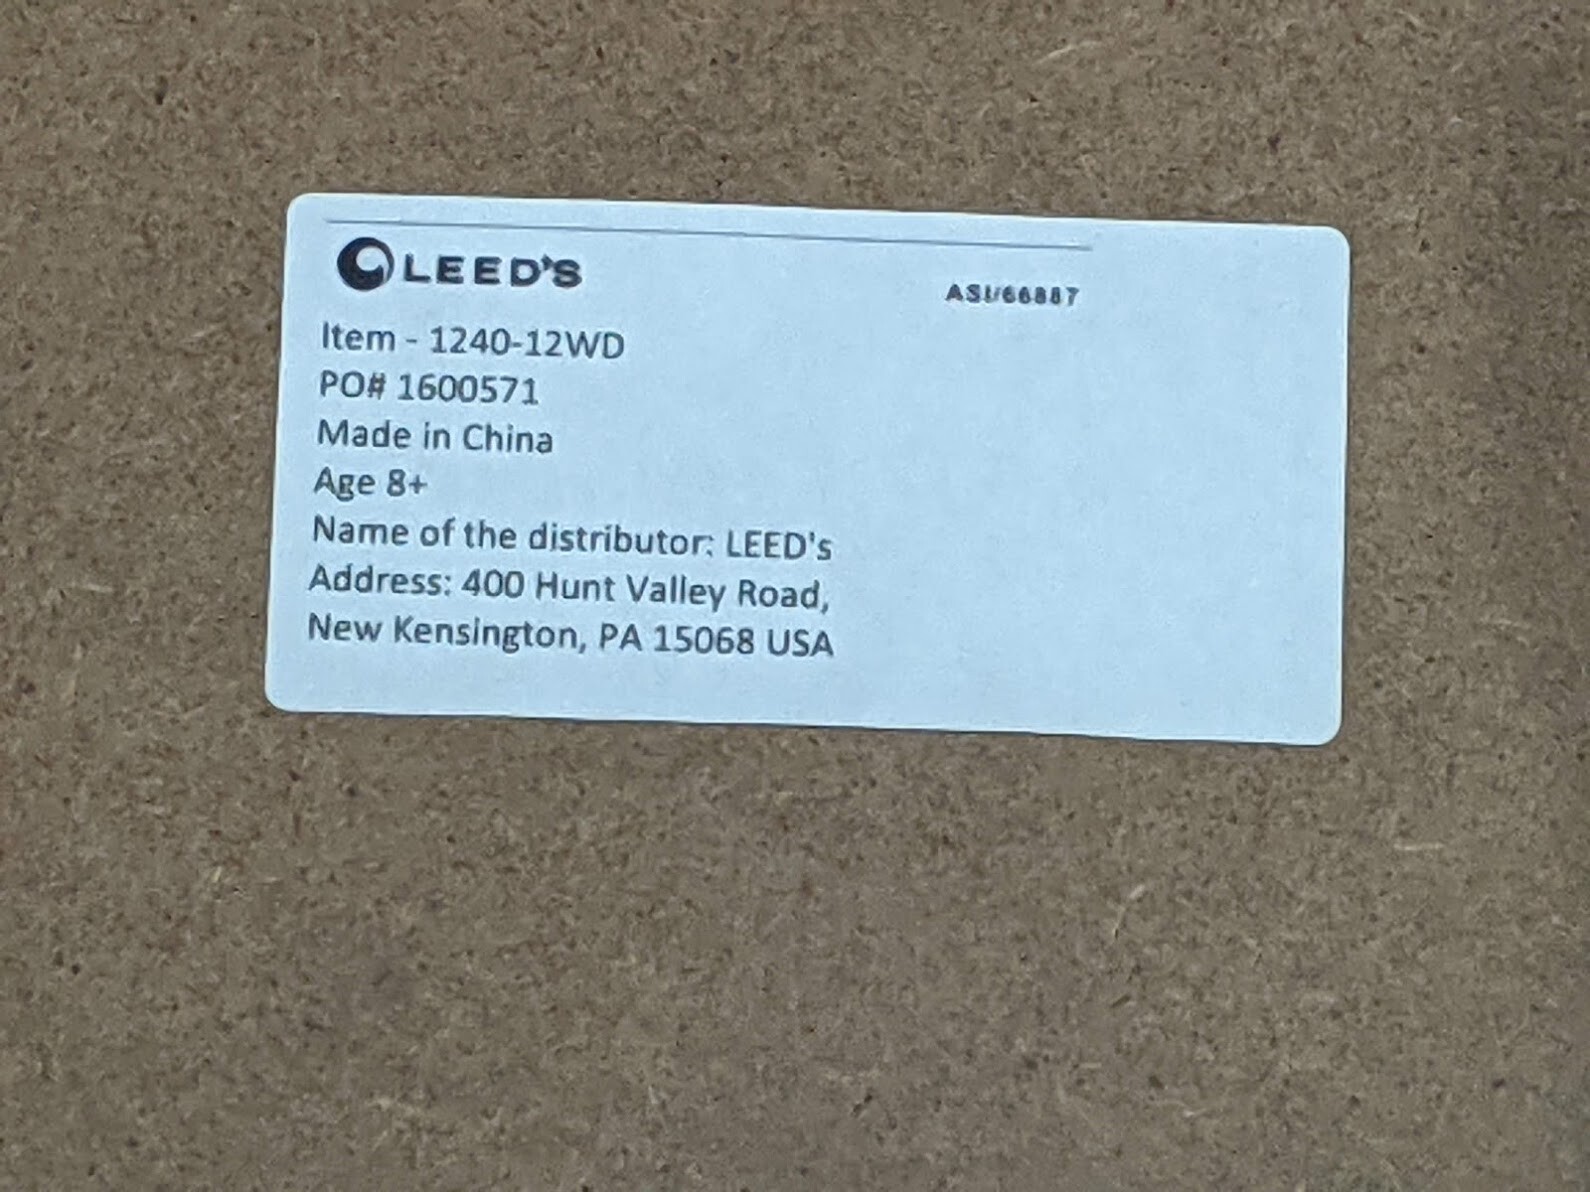 LEED'S
ASI/66887
Item - 1240-12WD
PO# 1600571
Made in China
Age 8+
Name of the distributor: LEED's
Address: 400 Hunt Valley Road,
New Kensington, PA 15068 USA